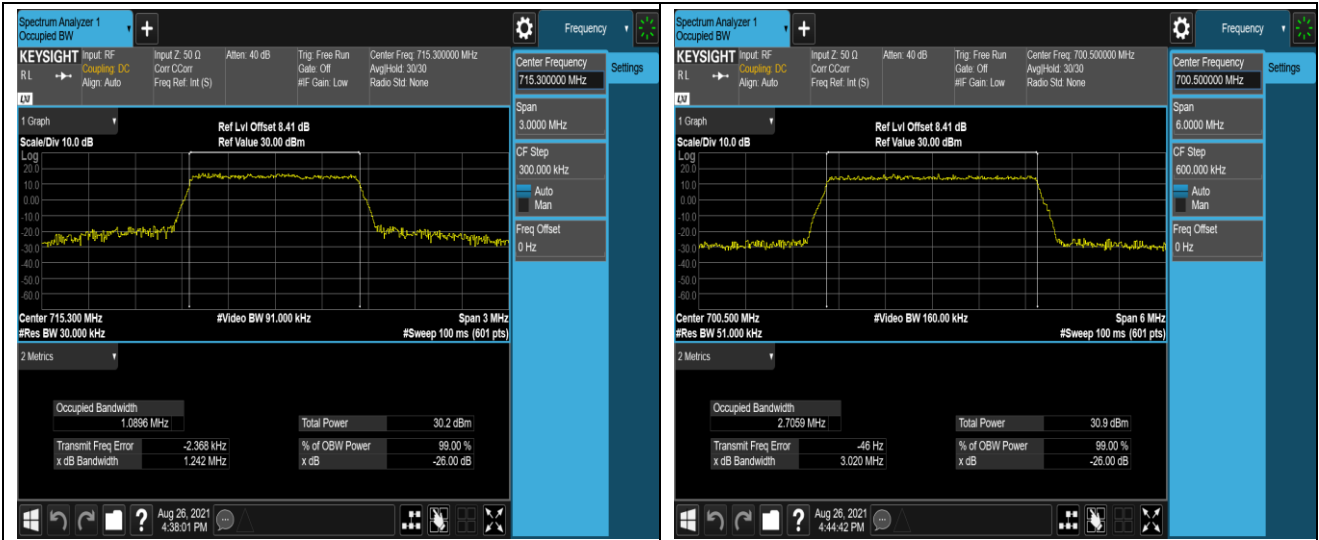 Spectrum Analyzer 1
Occupied BW
+
Frequency
KEYSIGHT Input: RF Input Z: 50 Ω Atten: 40 dB Trig: Free Run Center Freq: 715.300000 MHz
RL Coupling: DC Corr CCorr Gate: Off Avg|Hold: 30/30
Align: Auto Freq Ref: Int (S) #IF Gain: Low Radio Std: None
LXI
Center Frequency
715.300000 MHz
Settings
Span
3.0000 MHz
CF Step
300.000 kHz
Auto
Man
Freq Offset
0 Hz
1 Graph
Ref Lvl Offset 8.41 dB
Scale/Div 10.0 dB Ref Value 30.00 dBm
Log
20.0
10.0
0.00
-10.0
-20.0
-30.0
-40.0
-50.0
-60.0
Center 715.300 MHz #Video BW 91.000 kHz Span 3 MHz
#Res BW 30.000 kHz #Sweep 100 ms (601 pts)
2 Metrics
Occupied Bandwidth
1.0896 MHz Total Power 30.2 dBm
Transmit Freq Error -2.368 kHz % of OBW Power 99.00 %
x dB Bandwidth 1.242 MHz x dB -26.00 dB
? Aug 26, 2021
4:38:01 PM
Spectrum Analyzer 1
Occupied BW
+
Frequency
KEYSIGHT Input: RF Input Z: 50 Ω Atten: 40 dB Trig: Free Run Center Freq: 700.500000 MHz
RL Coupling: DC Corr CCorr Gate: Off Avg|Hold: 30/30
Align: Auto Freq Ref: Int (S) #IF Gain: Low Radio Std: None
LXI
Center Frequency
700.500000 MHz
Settings
Span
6.0000 MHz
CF Step
600.000 kHz
Auto
Man
Freq Offset
0 Hz
1 Graph
Ref Lvl Offset 8.41 dB
Scale/Div 10.0 dB Ref Value 30.00 dBm
Log
20.0
10.0
0.00
-10.0
-20.0
-30.0
-40.0
-50.0
-60.0
Center 700.500 MHz #Video BW 160.00 kHz Span 6 MHz
#Res BW 51.000 kHz #Sweep 100 ms (601 pts)
2 Metrics
Occupied Bandwidth
2.7059 MHz Total Power 30.9 dBm
Transmit Freq Error -46 Hz % of OBW Power 99.00 %
x dB Bandwidth 3.020 MHz x dB -26.00 dB
? Aug 26, 2021
4:44:42 PM